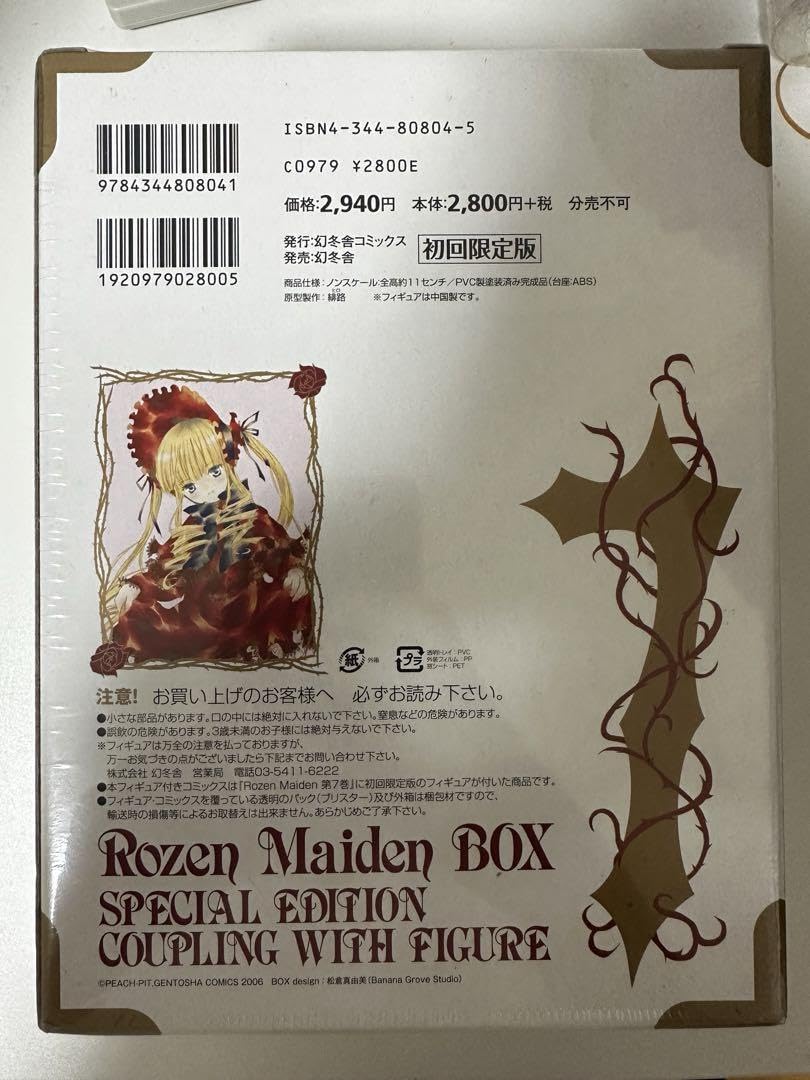 ISBN4-344-80804-5
9784344808041
C0979 ¥2800E
価格:2,940円 本体:2,800円+税 分売不可
1920979028005
発行:幻冬舎コミックス
発売:幻冬舎
初回限定版
商品仕様:ノンスケール:全高約11センチ/PVC製塗装済み完成品(台座:ABS)
原型製作:緋路 ※フィギュアは中国製です。
ヒロ
紙 外箱
プラ
透明トレイ:PVC
外装フィルム:PP
窓シート:PET
注意! お買い上げのお客様へ 必ずお読み下さい。
●小さな部品があります。口の中には絶対に入れないで下さい。窒息などの危険があります。
●誤飲の危険があります。3歳未満のお子様には絶対与えないで下さい。
※フィギュアは万全の注意を払っておりますが、
万一お気づきの点がございましたら下記までお問い合わせ下さい。
株式会社 幻冬舎 営業局 電話03-5411-6222
●本フィギュア付きコミックスは『Rozen Maiden 第7巻』に初回限定版のフィギュアが付いた商品です。
●フィギュア・コミックスを覆っている透明のパック(ブリスター)及び外箱は梱包材ですので、
輸送時の損傷等によるお取替えは出来ません。あらかじめご了承下さい。
Rozen Maiden BOX
SPECIAL EDITION
COUPLING WITH FIGURE
©PEACH-PIT,GENTOSHA COMICS 2006 BOX design:松倉真由美(Banana Grove Studio)